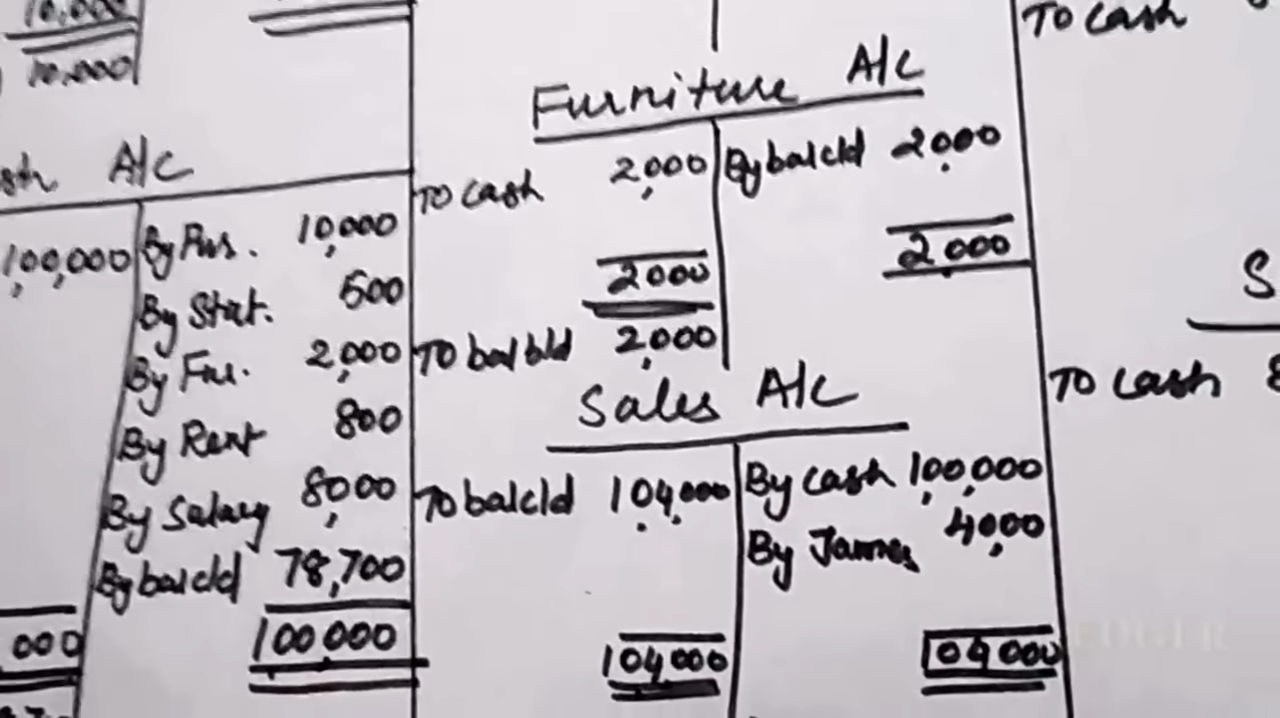 10,000
10,000
A/C
100,000 By Pur. 10,000
By Stat. 500
By Fur. 2,000
By Rent 800
By Salary 8,000
By bal c/d 78,700
000 100 000
Furniture A/C
To cash 2,000 By bal c/d 2,000
2000 2,000
To bal b/d 2,000
Sales A/C
To bal c/d 104,000 By cash 100,000
By James 4,000
104,000 104 000
To cash
S
To cash